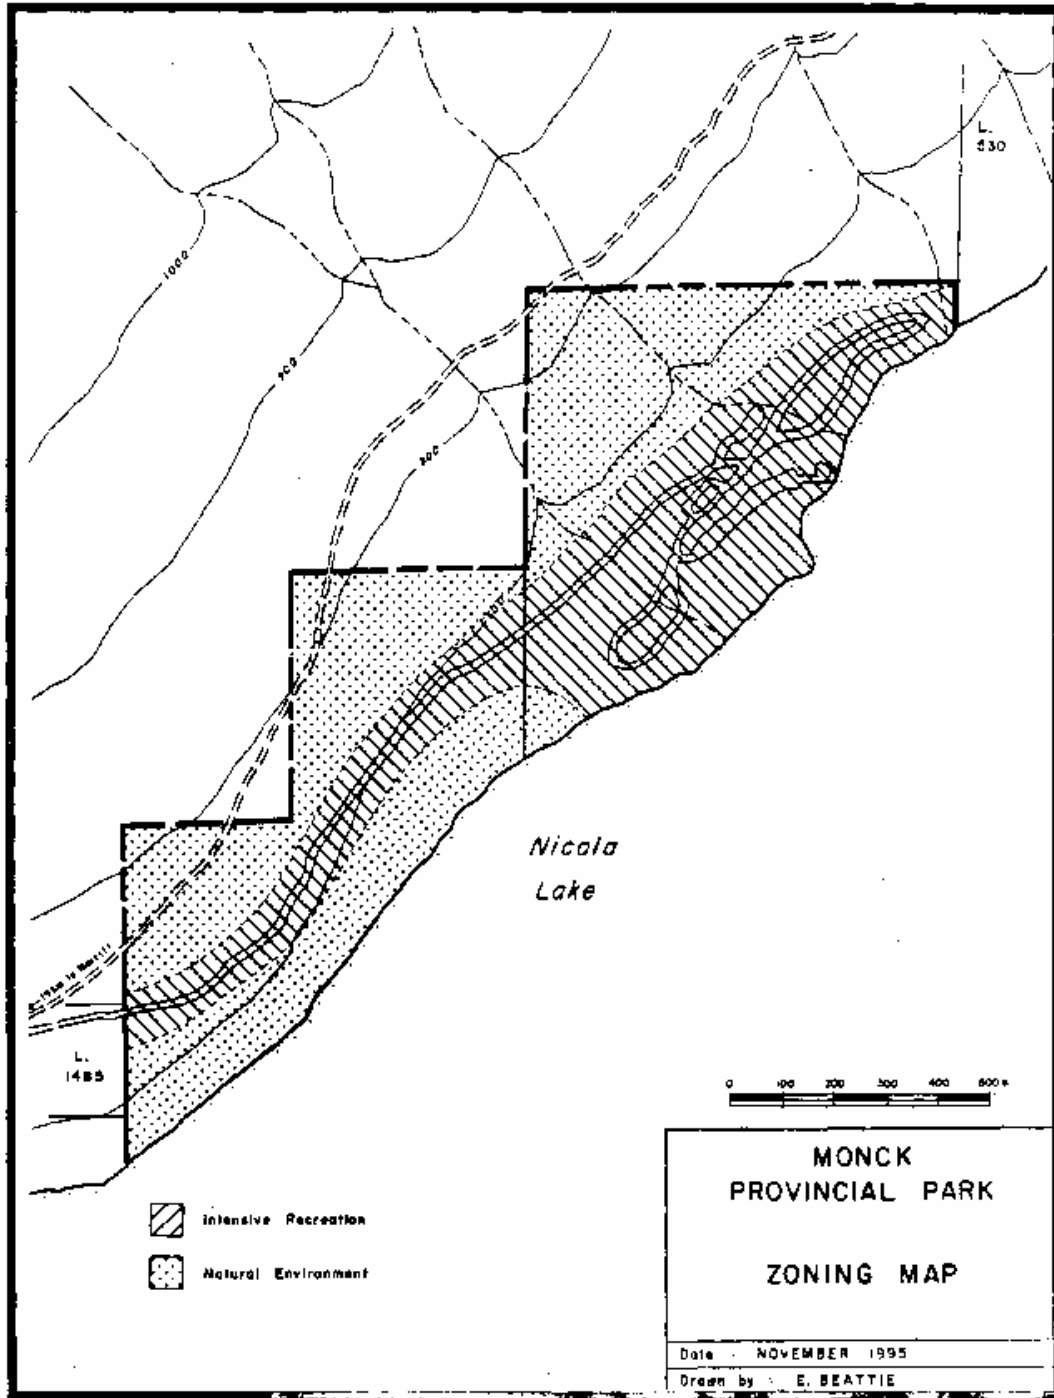 L.
530
1000
900
800
Nicola
Lake
L.
1485
0 100 200 300 400 500 m
MONCK
PROVINCIAL PARK
ZONING MAP
Intensive Recreation
Natural Environment
Date : NOVEMBER 1995
Drawn by : E. BEATTIE